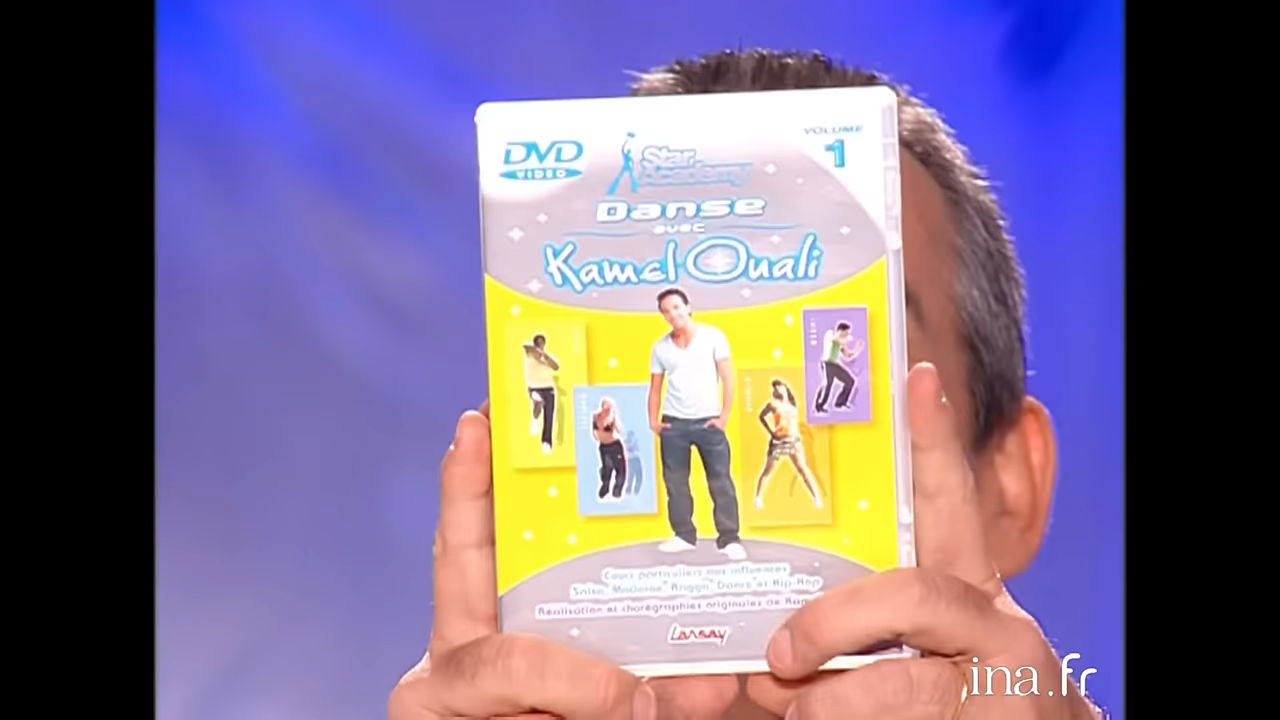 DVD
VIDEO
Star
Academy
VOLUME
1
Danse
avec
Kamel Ouali
Cours particuliers aux influences
Salsa, Moderne, Ragga, Dance et Hip-Hop
Réalisation et chorégraphies originales de
Lansay
ina.fr